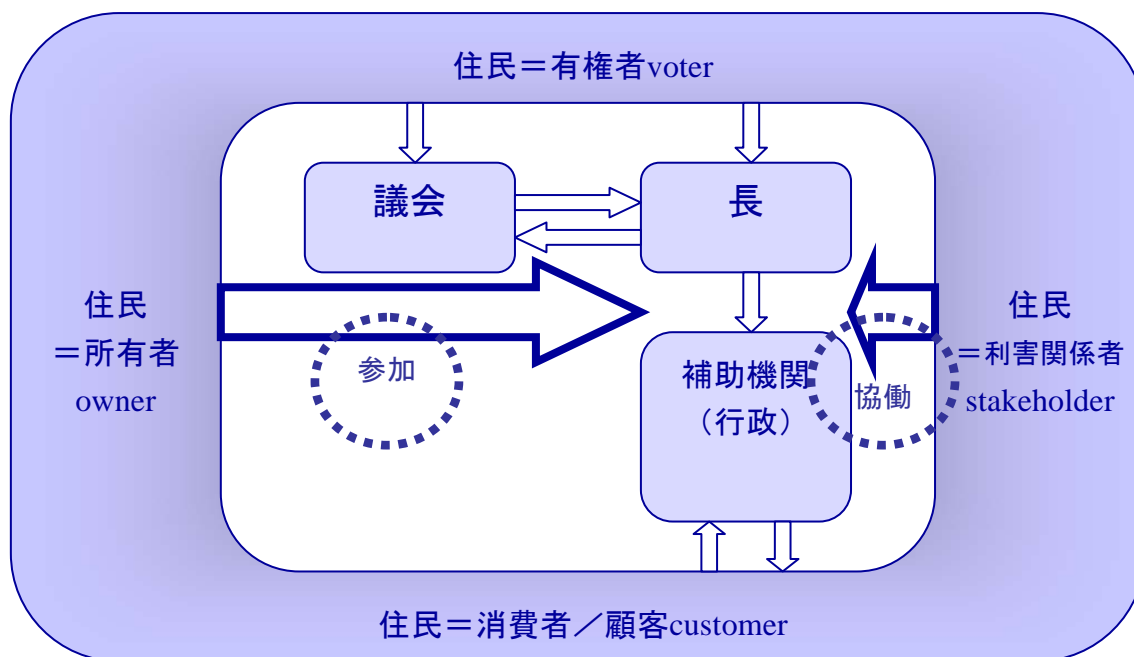 住民＝有権者voter
議会
長
住民
＝所有者
owner
参加
補助機関
（行政）
協働
住民
＝利害関係者
stakeholder
住民＝消費者／顧客customer